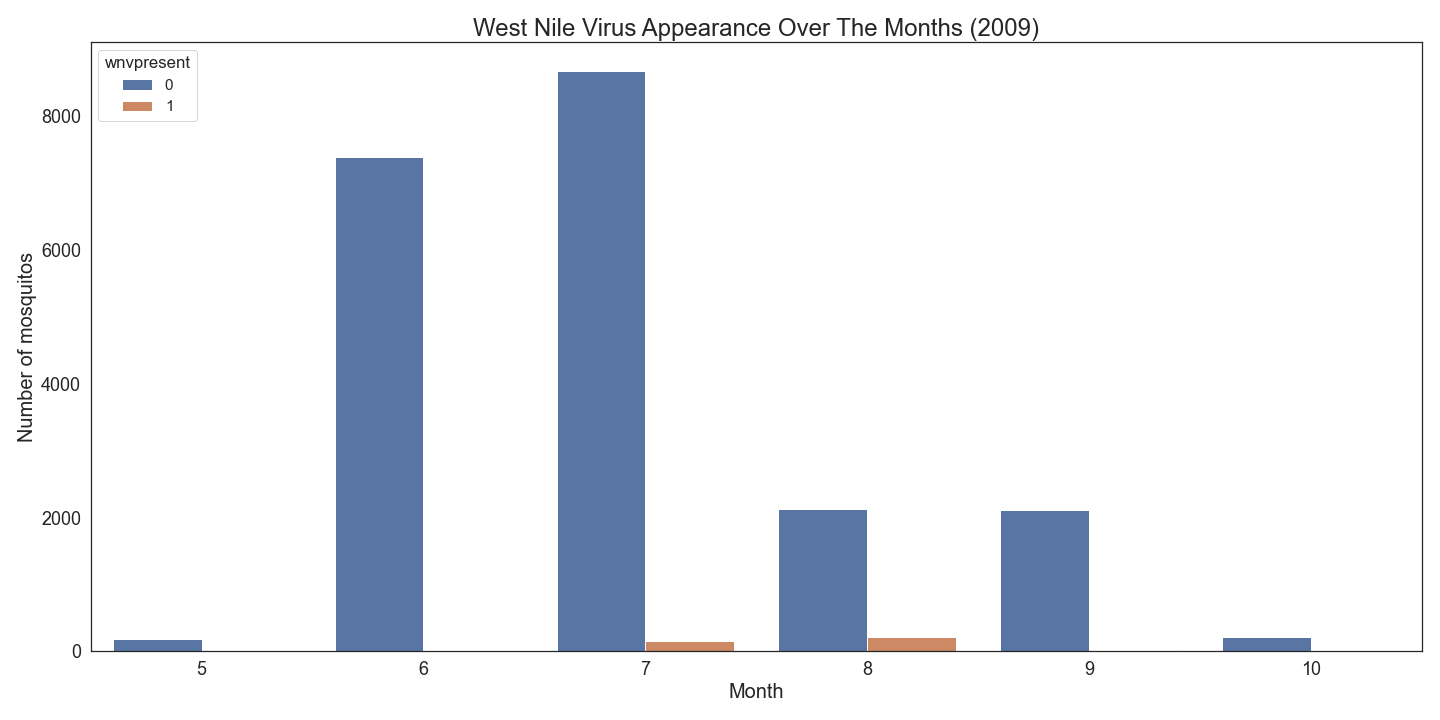 West Nile Virus Appearance Over The Months (2009)
wnvpresent
0
1
8000
6000
4000
2000
0
Number of mosquitos
5 6 7 8 9 10
Month